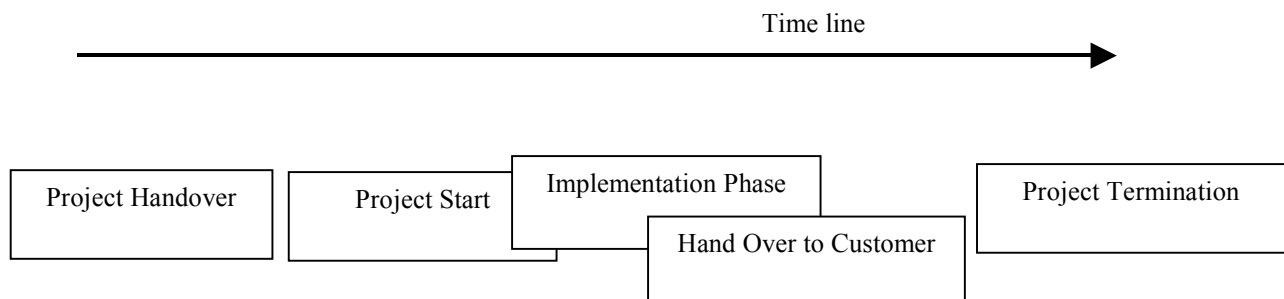 Time line
Project Handover
Project Start
Implementation Phase
Hand Over to Customer
Project Termination